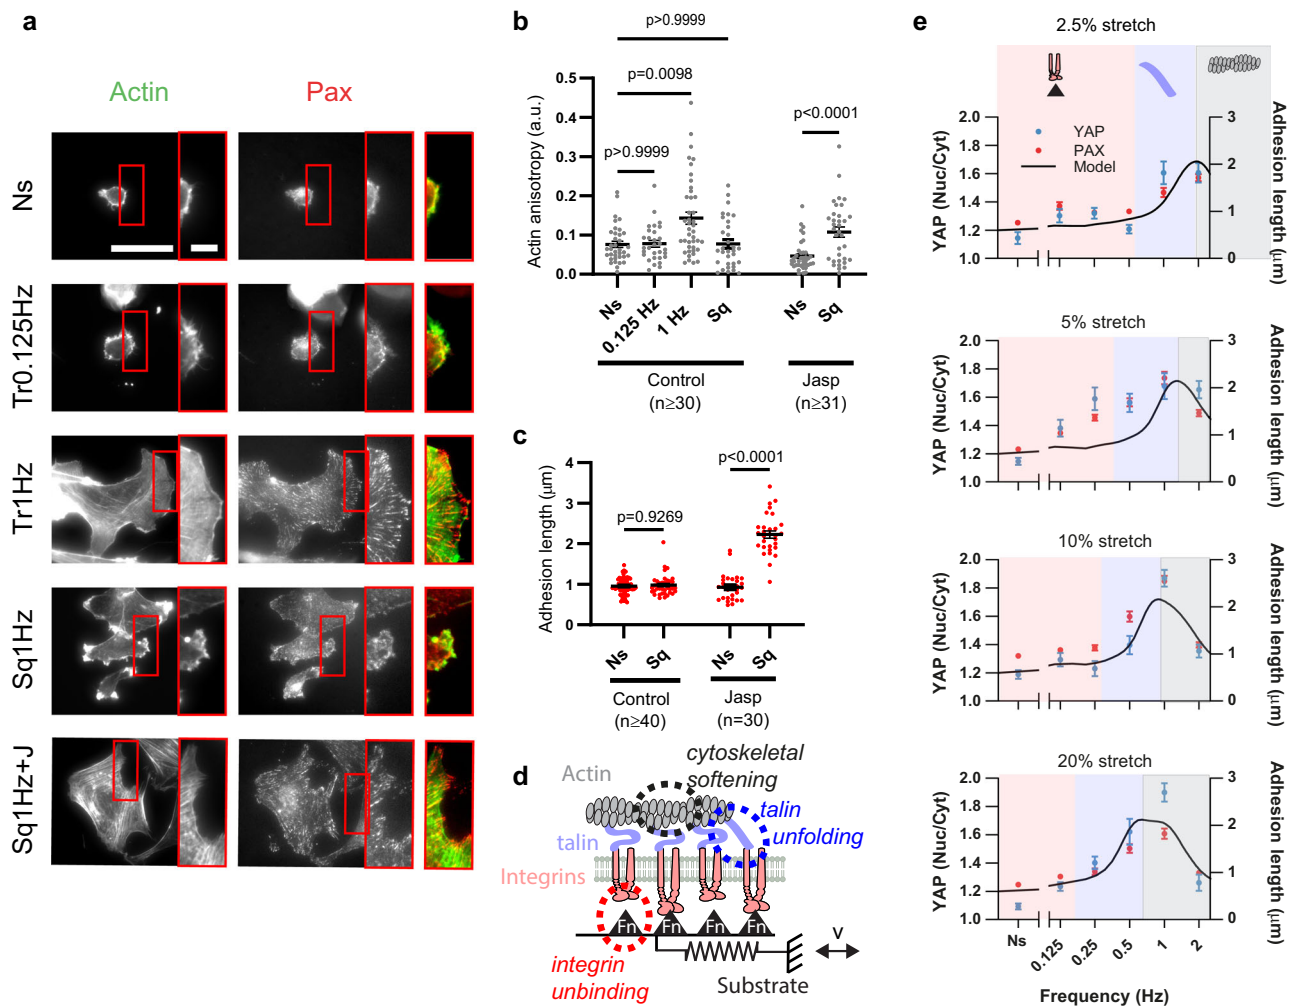 a
Actin
Pax
Ns
Tr0.125Hz
Tr1Hz
Sq1Hz
Sq1Hz+J
b
p>0.9999
p=0.0098
p<0.0001
p>0.9999
Actin anisotropy (a.u.)
0.5
0.4
0.3
0.2
0.1
0.0
Ns
0.125 Hz
1 Hz
Sq
Ns
Sq
Control
(n≥30)
Jasp
(n≥31)
c
p<0.0001
p=0.9269
Adhesion length (μm)
4
3
2
1
0
Ns
Sq
Ns
Sq
Control
(n≥40)
Jasp
(n=30)
d
cytoskeletal
softening
Actin
talin
unfolding
talin
Integrins
Fn
Fn
Fn
Fn
v
integrin
unbinding
Substrate
e
2.5% stretch
YAP (Nuc/Cyt)
2.0
1.8
1.6
1.4
1.2
1.0
YAP
PAX
Model
3
2
1
0
Adhesion length (μm)
5% stretch
YAP (Nuc/Cyt)
2.0
1.8
1.6
1.4
1.2
1.0
3
2
1
0
Adhesion length (μm)
10% stretch
YAP (Nuc/Cyt)
2.0
1.8
1.6
1.4
1.2
1.0
3
2
1
0
Adhesion length (μm)
20% stretch
YAP (Nuc/Cyt)
2.0
1.8
1.6
1.4
1.2
1.0
3
2
1
0
Adhesion length (μm)
Ns
0.125
0.25
0.5
1
2
Frequency (Hz)